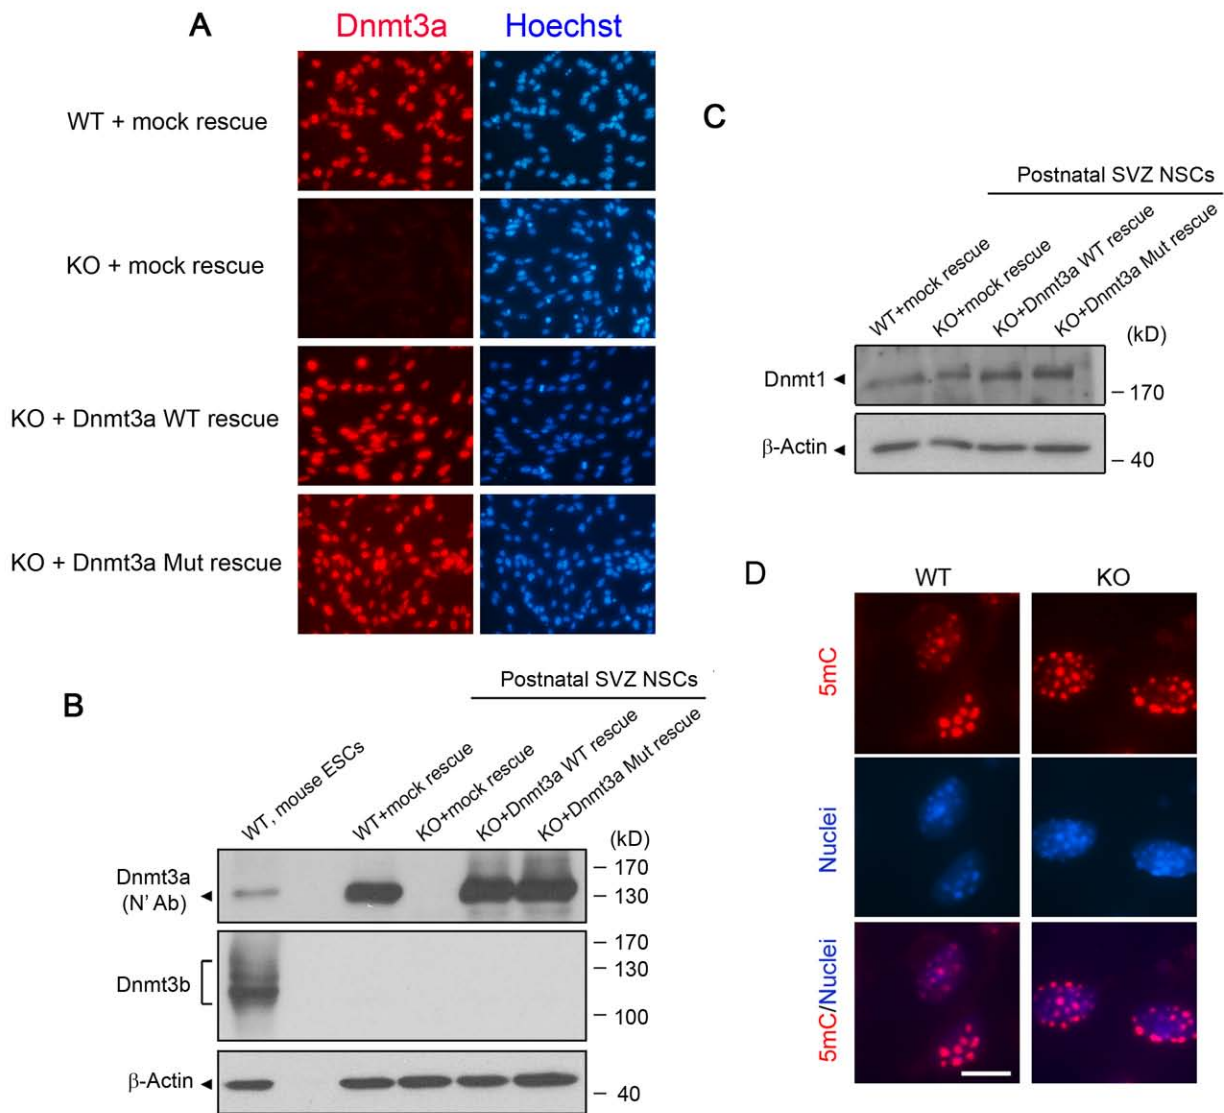 A
Dnmt3a
Hoechst
WT + mock rescue
KO + mock rescue
KO + Dnmt3a WT rescue
KO + Dnmt3a Mut rescue
B
Postnatal SVZ NSCs
WT, mouse ESCs
WT+mock rescue
KO+mock rescue
KO+Dnmt3a WT rescue
KO+Dnmt3a Mut rescue
(kD)
Dnmt3a
(N' Ab)
170
130
Dnmt3b
170
130
100
β-Actin
40
C
Postnatal SVZ NSCs
WT+mock rescue
KO+mock rescue
KO+Dnmt3a WT rescue
KO+Dnmt3a Mut rescue
(kD)
Dnmt1
170
β-Actin
40
D
WT
KO
5mC
Nuclei
5mC/Nuclei